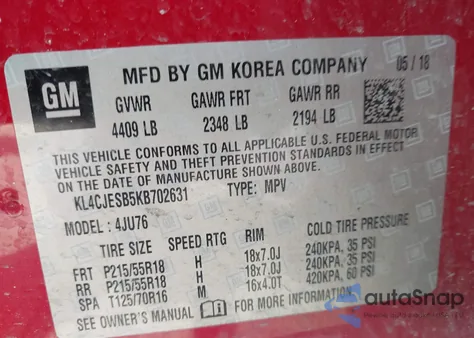 GM
MFD BY GM KOREA COMPANY 05 / 18
GVWR GAWR FRT GAWR RR
4409 LB 2348 LB 2194 LB
THIS VEHICLE CONFORMS TO ALL APPLICABLE U.S. FEDERAL MOTOR
VEHICLE SAFETY AND THEFT PREVENTION STANDARDS IN EFFECT
ON THE DATE OF MANUFACTURE SHOWN ABOVE.
KL4CJESB5KB702631 TYPE: MPV
MODEL: 4JU76
TIRE SIZE SPEED RTG RIM COLD TIRE PRESSURE
FRT P215/55R18 H 18x7.0J 240KPA, 35 PSI
RR P215/55R18 H 18x7.0J 240KPA, 35 PSI
SPA T125/70R16 M 16x4.0T 420KPA, 60 PSI
SEE OWNER'S MANUAL FOR MORE INFORMATION
autoSnap